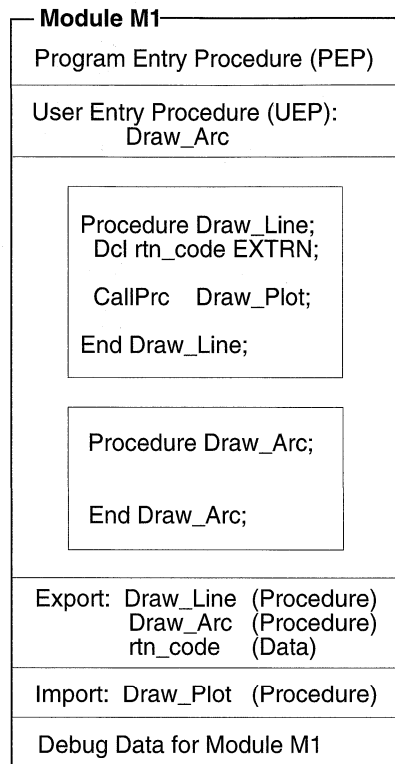 Module M1
Program Entry Procedure (PEP)
User Entry Procedure (UEP):
Draw_Arc
Procedure Draw_Line;
Dcl rtn_code EXTRN;
CallPrc Draw_Plot;
End Draw_Line;
Procedure Draw_Arc;
End Draw_Arc;
Export: Draw_Line (Procedure)
Draw_Arc (Procedure)
rtn_code (Data)
Import: Draw_Plot (Procedure)
Debug Data for Module M1